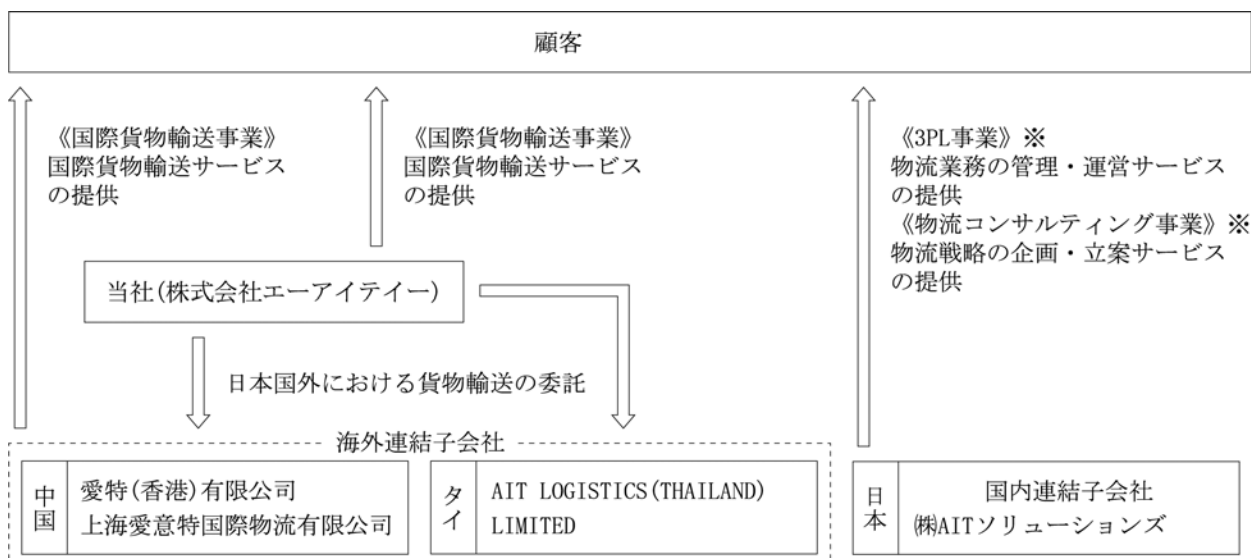 顧客
《国際貨物輸送事業》
国際貨物輸送サービス
の提供
《国際貨物輸送事業》
国際貨物輸送サービス
の提供
《3PL事業》※
物流業務の管理・運営サービス
の提供
《物流コンサルティング事業》※
物流戦略の企画・立案サービス
の提供
当社(株式会社エーアイテイー)
日本国外における貨物輸送の委託
海外連結子会社
中国
愛特(香港)有限公司
上海愛意特国際物流有限公司
タイ
AIT LOGISTICS(THAILAND)
LIMITED
日本
国内連結子会社
㈱AITソリューションズ